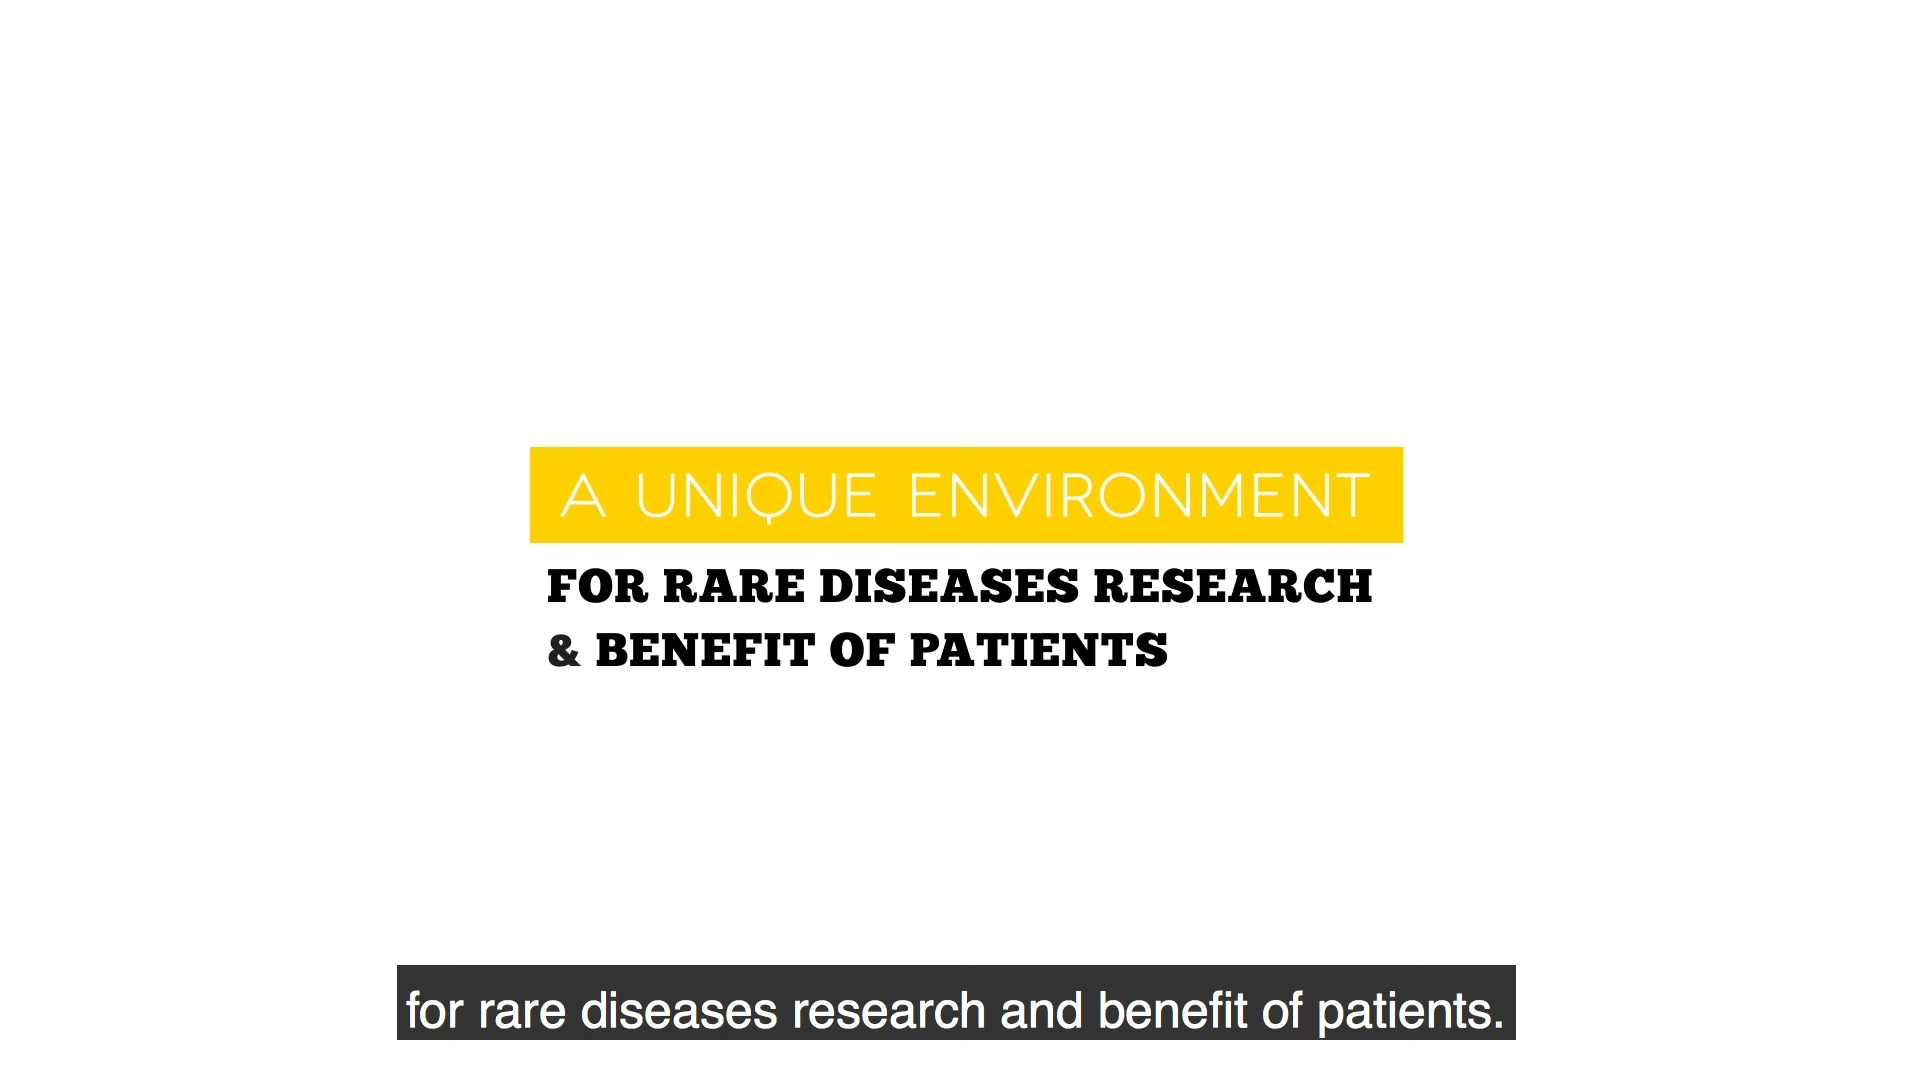 A UNIQUE ENVIRONMENT
FOR RARE DISEASES RESEARCH
& BENEFIT OF PATIENTS
for rare diseases research and benefit of patients.